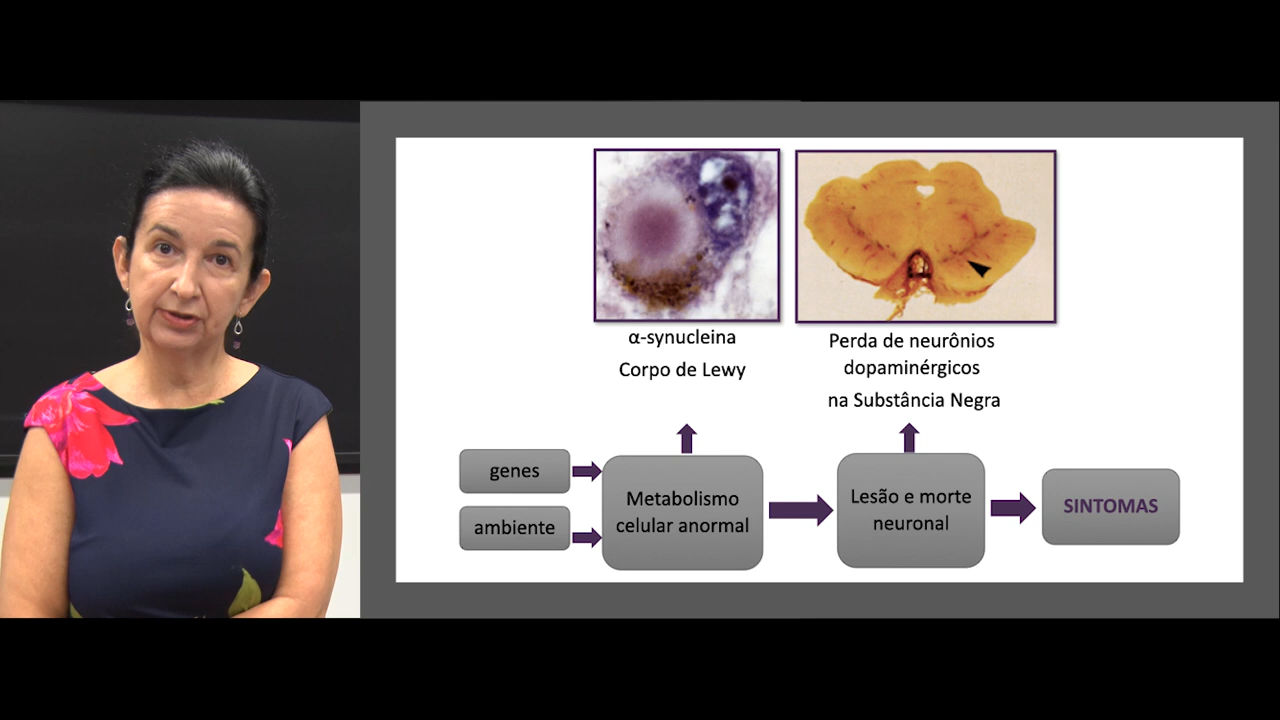 α-synucleina
Corpo de Lewy
Perda de neurônios
dopaminérgicos
na Substância Negra
genes
ambiente
Metabolismo
celular anormal
Lesão e morte
neuronal
SINTOMAS